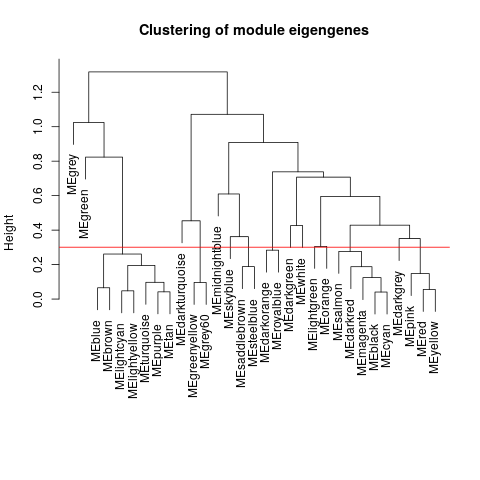 Clustering of module eigengenes
Height
0.0
0.2
0.4
0.6
0.8
1.0
1.2
MEgrey
MEgreen
MEblue
MEbrown
MElightcyan
MElightyellow
MEturquoise
MEpurple
MEtan
MEdarkturquoise
MEgreenyellow
MEgrey60
MEmidnightblue
MEskyblue
MEsaddlebrown
MEsteelblue
MEdarkorange
MEroyalblue
MEdarkgreen
MEwhite
MElightgreen
MEorange
MEsalmon
MEdarkred
MEmagenta
MEblack
MEcyan
MEdarkgrey
MEpink
MEred
MEyellow